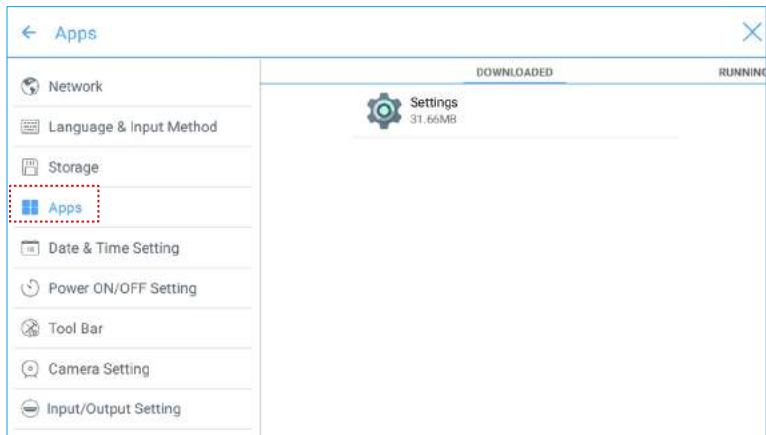 Apps
DOWNLOADED
RUNNING
Settings
31.66MB
Network
Language & Input Method
Storage
Apps
Date & Time Setting
Power ON/OFF Setting
Tool Bar
Camera Setting
Input/Output Setting